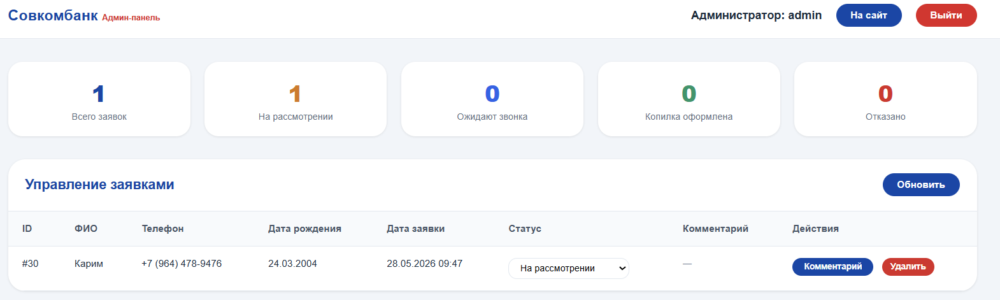 Совкомбанк Админ-панель Администратор: admin На сайт Выйти
1 1 0 0 0
Всего заявок На рассмотрении Ожидают звонка Копилка оформлена Отказано
Управление заявками Обновить
ID ФИО Телефон Дата рождения Дата заявки Статус Комментарий Действия
#30 Карим +7 (964) 478-9476 24.03.2004 28.05.2026 09:47 На рассмотрении — Комментарий Удалить